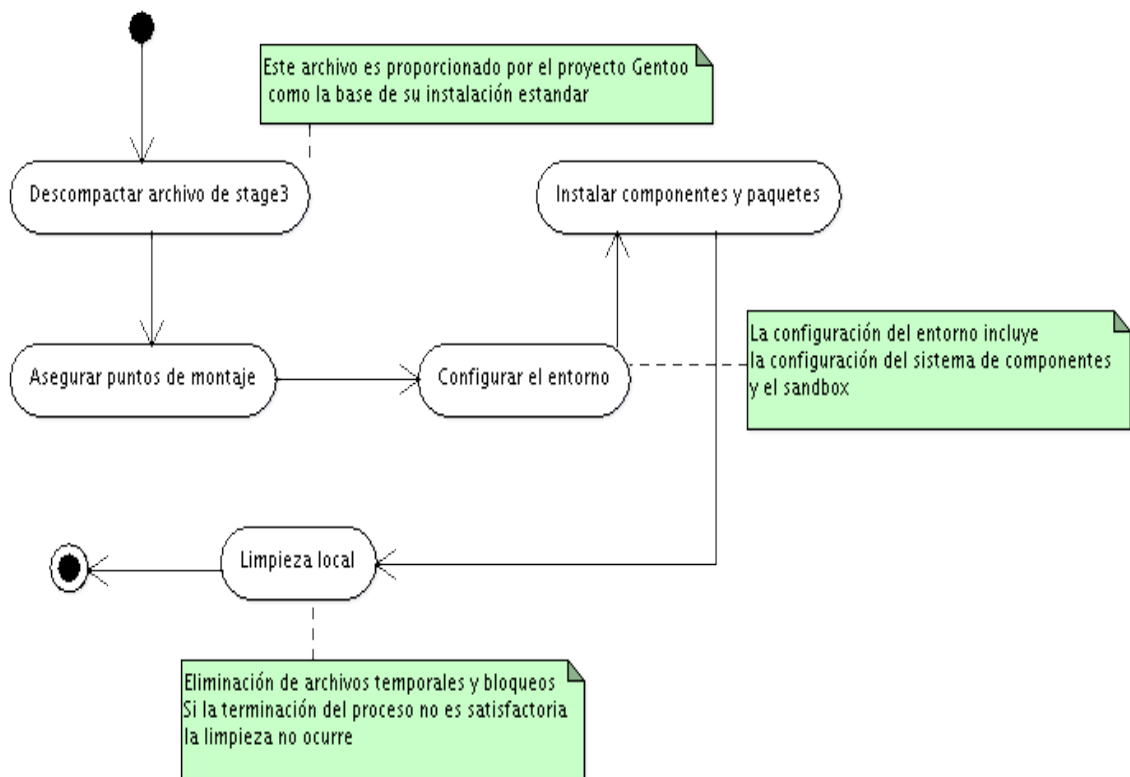 Este archivo es proporcionado por el proyecto Gentoo
como la base de su instalación estandar
Descompactar archivo de stage3
Instalar componentes y paquetes
La configuración del entorno incluye
la configuración del sistema de componentes
y el sandbox
Asegurar puntos de montaje
Configurar el entorno
Limpieza local
Eliminación de archivos temporales y bloqueos
Si la terminación del proceso no es satisfactoria
la limpieza no ocurre